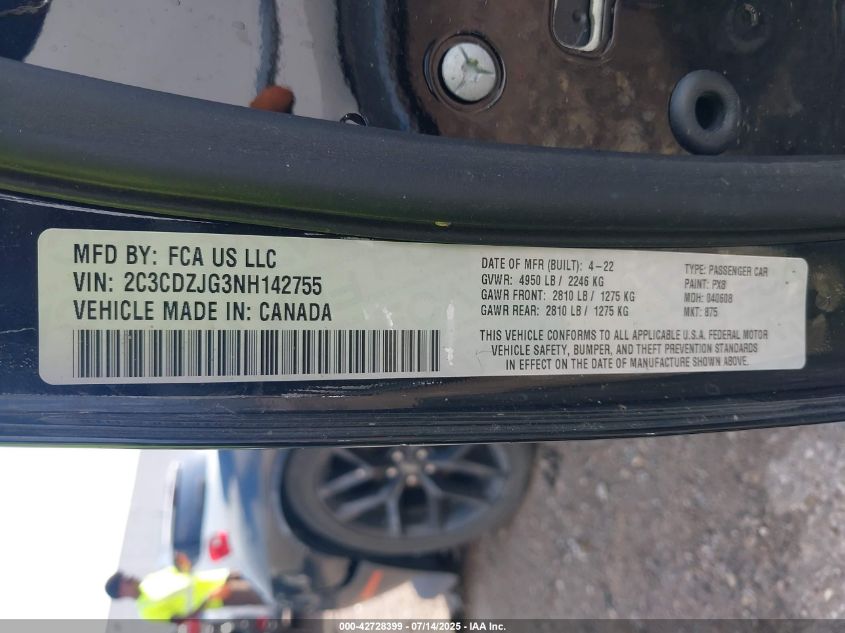 MFD BY: FCA US LLC
VIN: 2C3CDZJG3NH142755
VEHICLE MADE IN: CANADA
DATE OF MFR (BUILT): 4-22
GVWR: 4950 LB / 2246 KG
GAWR FRONT: 2810 LB / 1275 KG
GAWR REAR: 2810 LB / 1275 KG
TYPE: PASSENGER CAR
PAINT: PX8
MDH: 040608
MKT: 875
THIS VEHICLE CONFORMS TO ALL APPLICABLE U.S.A. FEDERAL MOTOR
VEHICLE SAFETY, BUMPER, AND THEFT PREVENTION STANDARDS
IN EFFECT ON THE DATE OF MANUFACTURE SHOWN ABOVE.
000-42728399 - 07/14/2025 - IAA Inc.